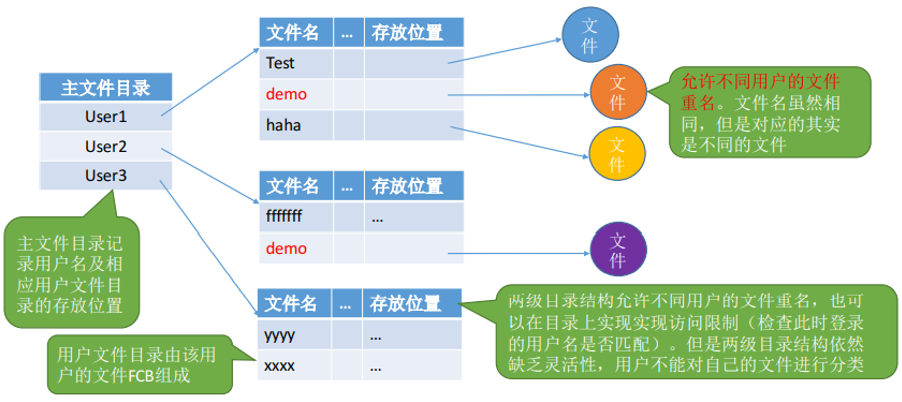 主文件目录
User1
User2
User3
文件名 ... 存放位置
Test
demo
haha
文件名 ... 存放位置
fffffff ...
demo
文件名 ... 存放位置
yyyy ...
xxxx ...
文
件
文
件
文
件
文
件
允许不同用户的文件
重名。文件名虽然相
同，但是对应的其实
是不同的文件
主文件目录记
录用户名及相
应用户文件目
录的存放位置
用户文件目录由该用
户的文件FCB组成
两级目录结构允许不同用户的文件重名，也可
以在目录上实现实现访问限制（检查此时登录
的用户名是否匹配）。但是两级目录结构依然
缺乏灵活性，用户不能对自己的文件进行分类